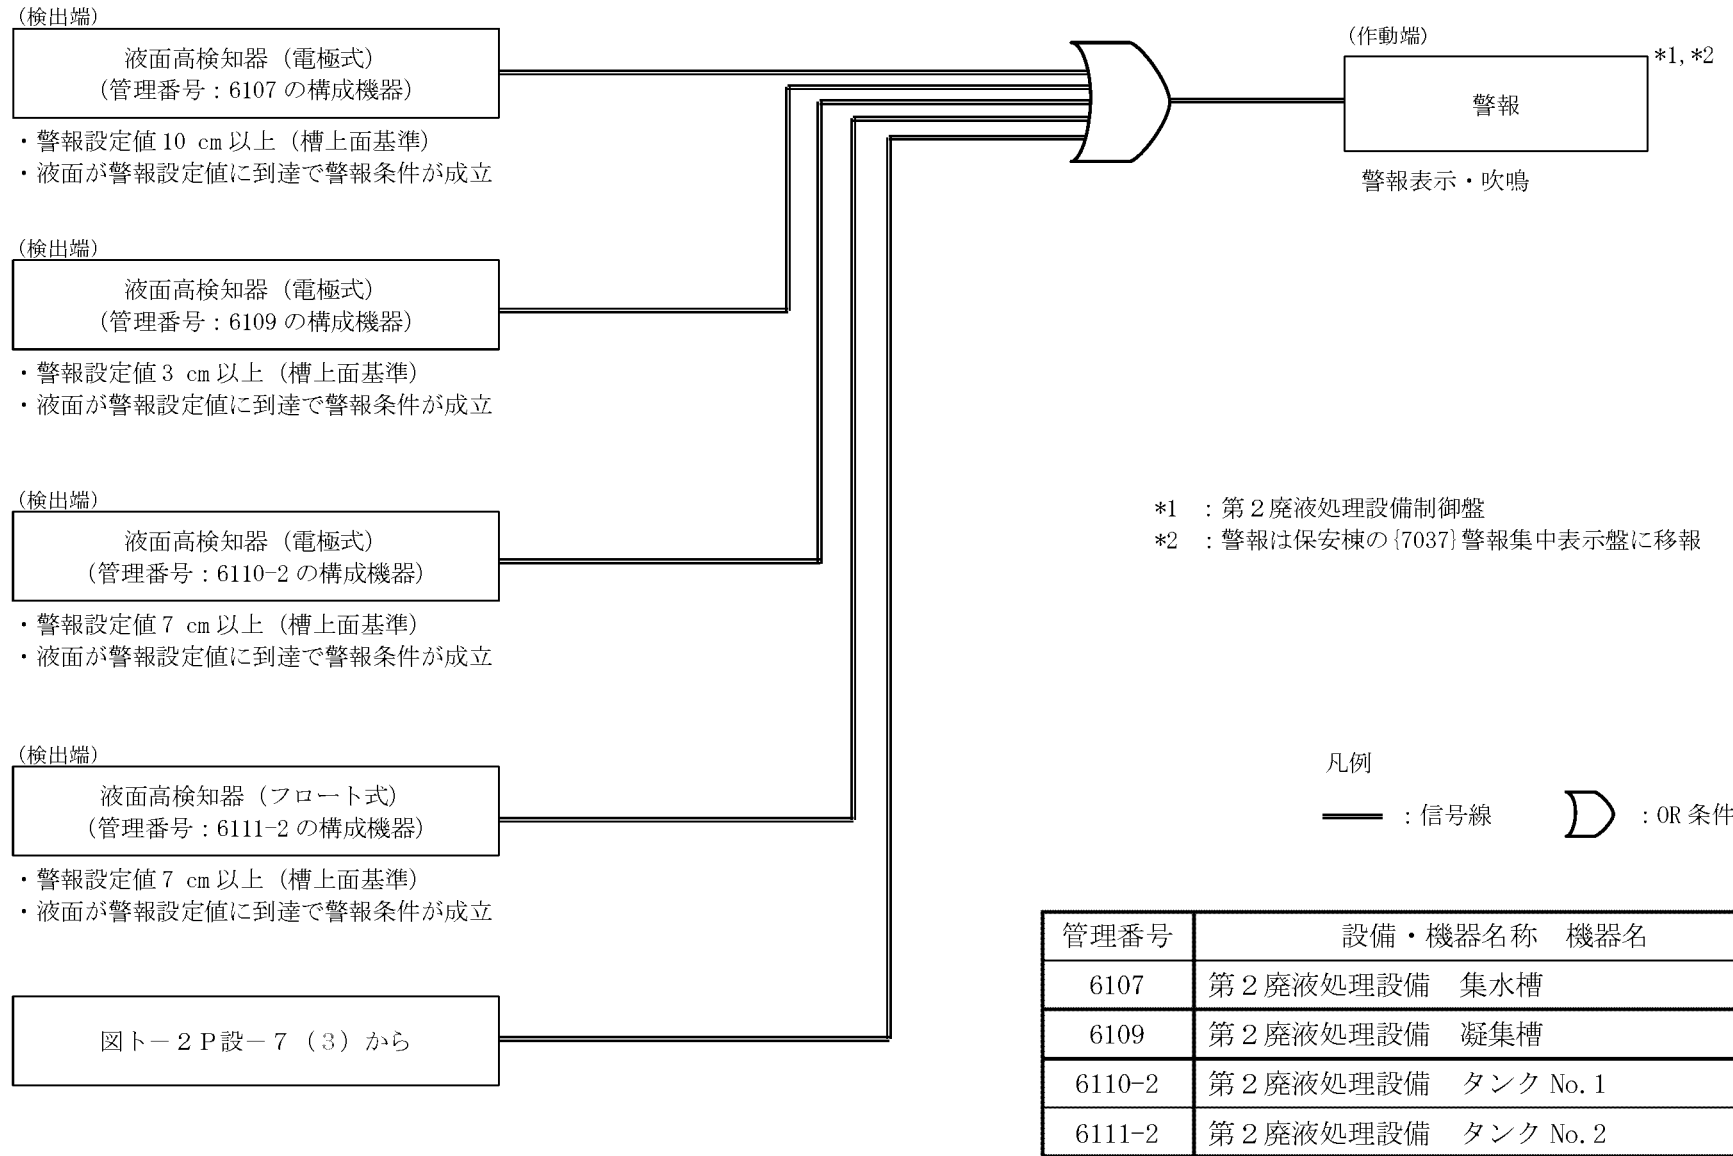 (検出端)
液面高検知器（電極式）
（管理番号：6107 の構成機器）
・警報設定値 10 cm 以上（槽上面基準）
・液面が警報設定値に到達で警報条件が成立
(検出端)
液面高検知器（電極式）
（管理番号：6109 の構成機器）
・警報設定値 3 cm 以上（槽上面基準）
・液面が警報設定値に到達で警報条件が成立
(検出端)
液面高検知器（電極式）
（管理番号：6110-2 の構成機器）
・警報設定値 7 cm 以上（槽上面基準）
・液面が警報設定値に到達で警報条件が成立
(検出端)
液面高検知器（フロート式）
（管理番号：6111-2 の構成機器）
・警報設定値 7 cm 以上（槽上面基準）
・液面が警報設定値に到達で警報条件が成立
図ト－２Ｐ設－７（３）から
(作動端)
警報
*1, *2
警報表示・吹鳴
*1 ：第２廃液処理設備制御盤
*2 ：警報は保安棟の{7037}警報集中表示盤に移報
凡例
：信号線
：OR 条件
管理番号 設備・機器名称　機器名
6107 第２廃液処理設備　集水槽
6109 第２廃液処理設備　凝集槽
6110-2 第２廃液処理設備　タンク No. 1
6111-2 第２廃液処理設備　タンク No. 2